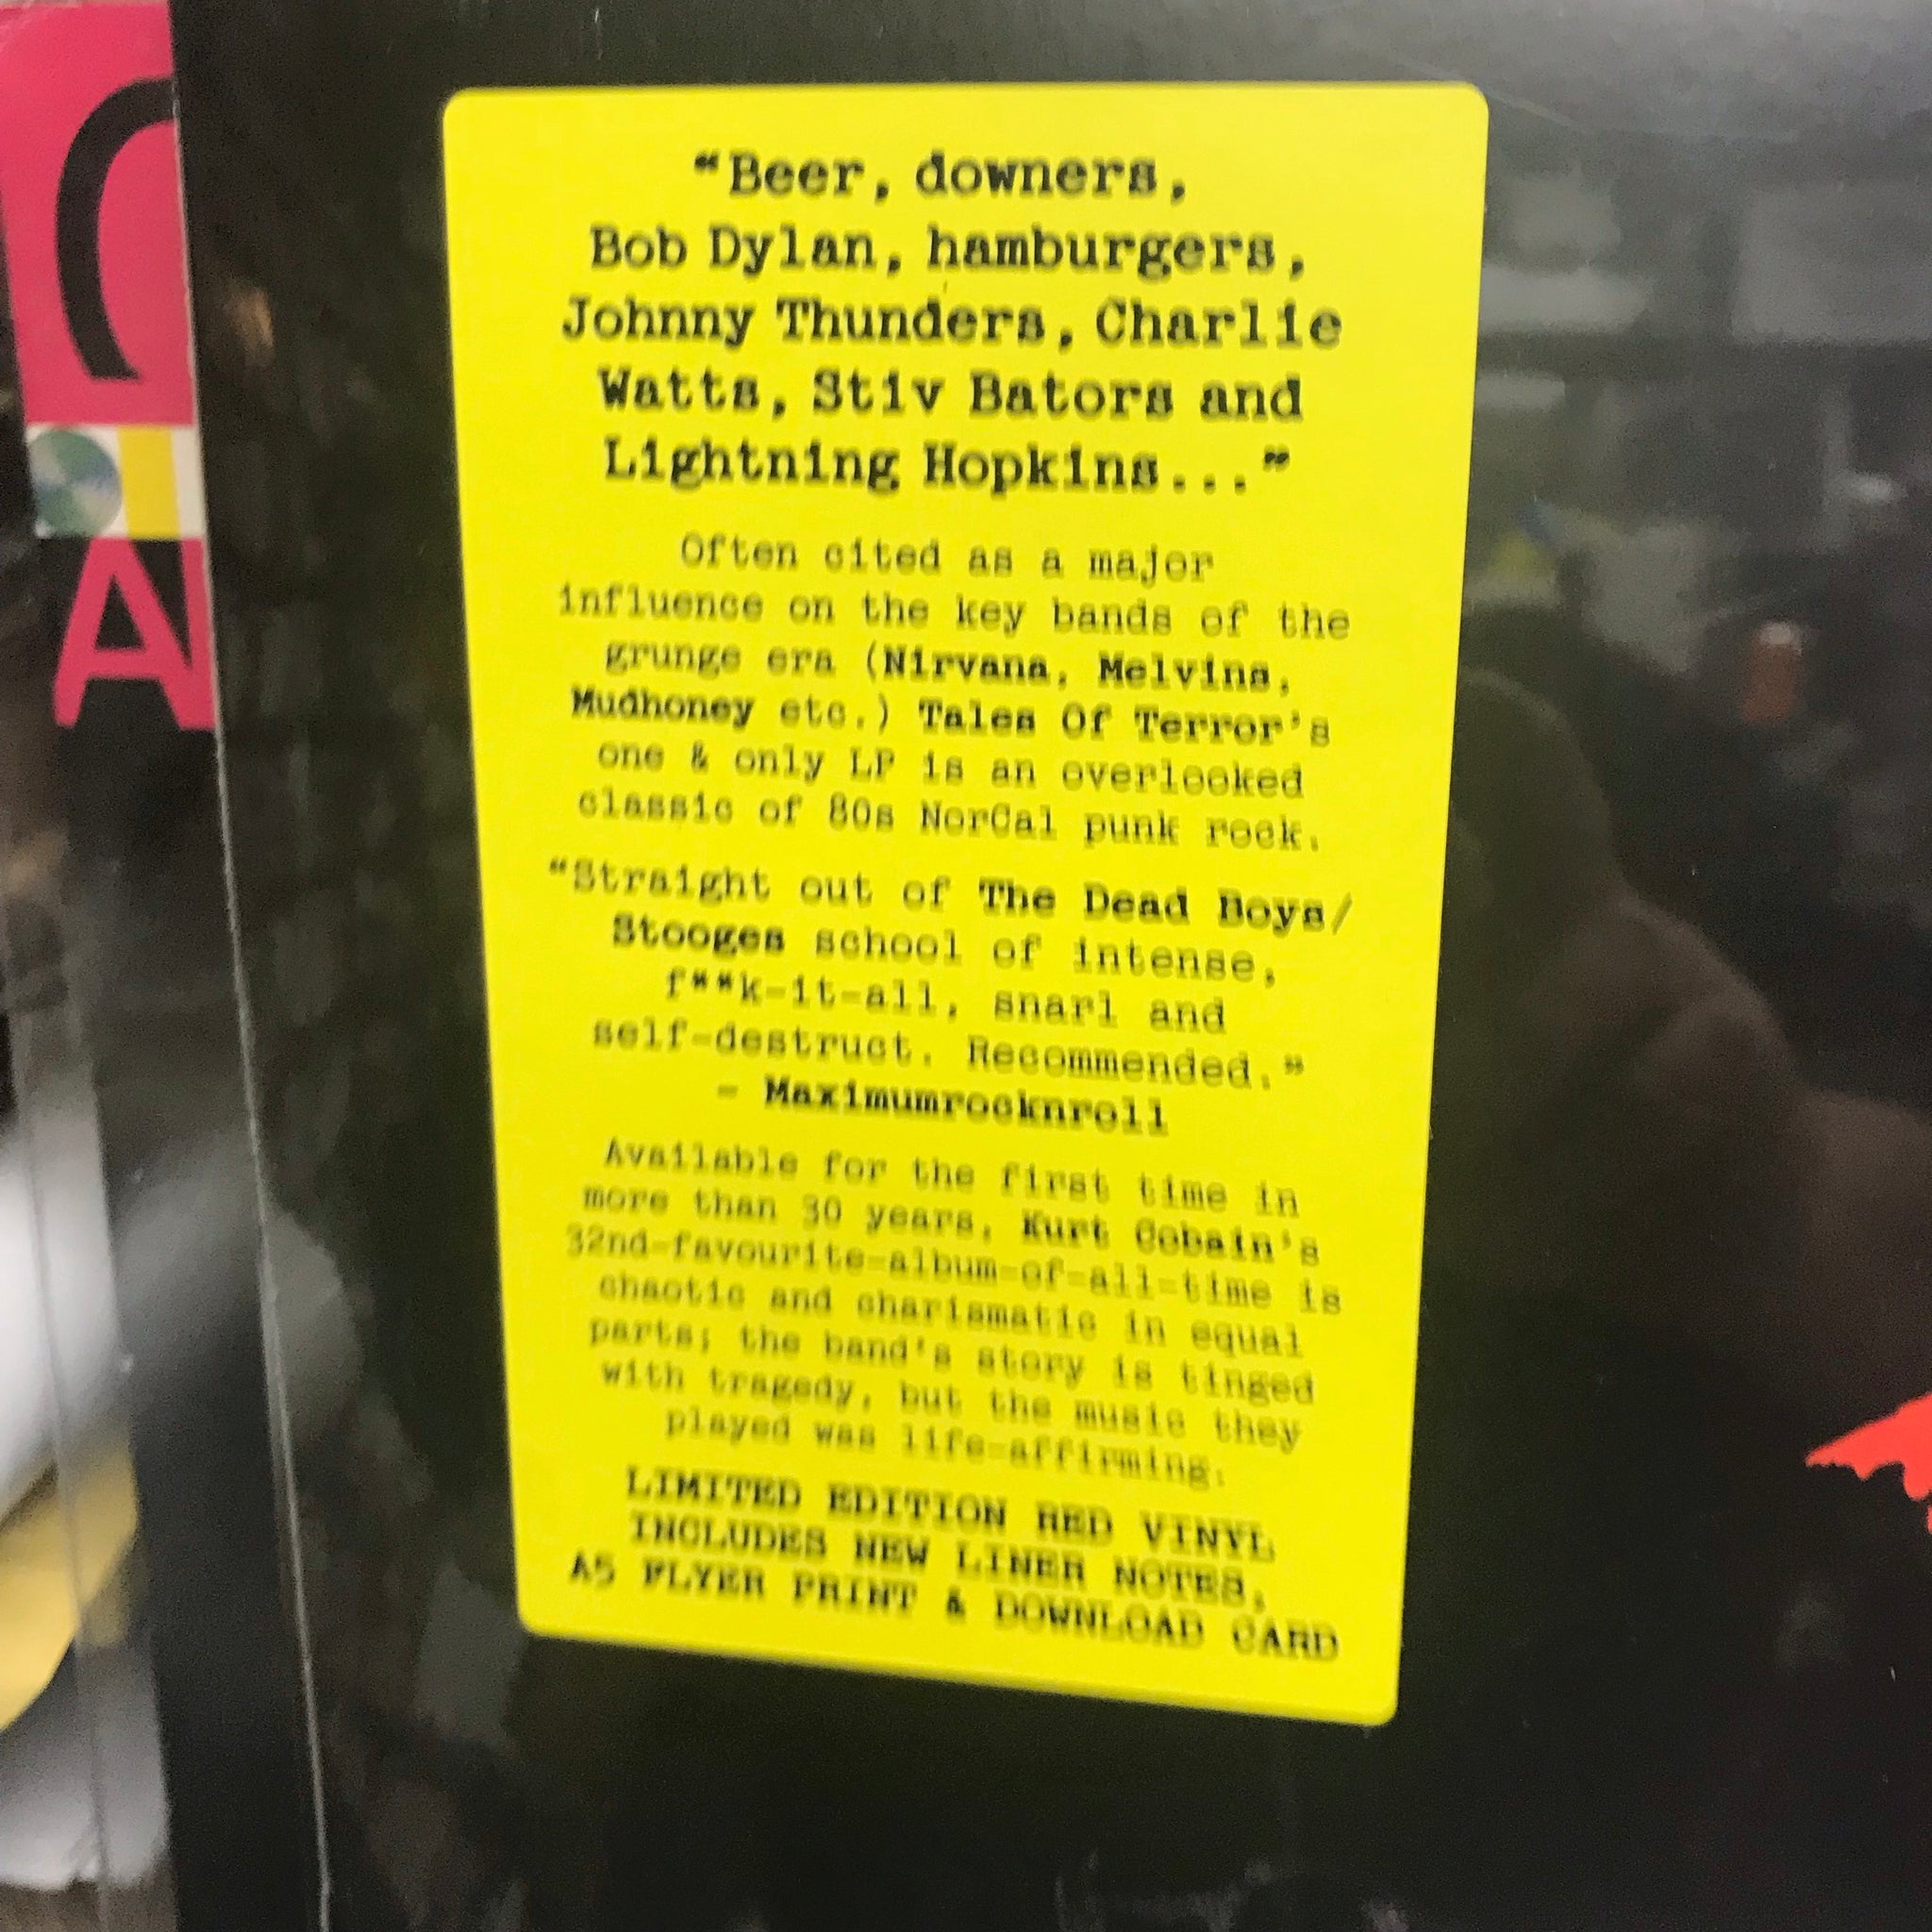 “Beer, downers,
Bob Dylan, hamburgers,
Johnny Thunders, Charlie
Watts, Stiv Bators and
Lightning Hopkins...”
Often cited as a major
influence on the key bands of the
grunge era (Nirvana, Melvins,
Mudhoney etc.) Tales Of Terror's
one & only LP is an overlooked
classic of 80s NorCal punk rock.
“Straight out of The Dead Boys/
Stooges school of intense,
f**k-it-all, snarl and
self-destruct. Recommended.”
- Maximumrocknroll
Available for the first time in
more than 30 years, Kurt Cobain's
32nd-favourite-album-of-all-time is
chaotic and charismatic in equal
parts; the band's story is tinged
with tragedy, but the music they
played was life-affirming.
LIMITED EDITION RED VINYL
INCLUDES NEW LINER NOTES,
A5 FLYER PRINT & DOWNLOAD CARD